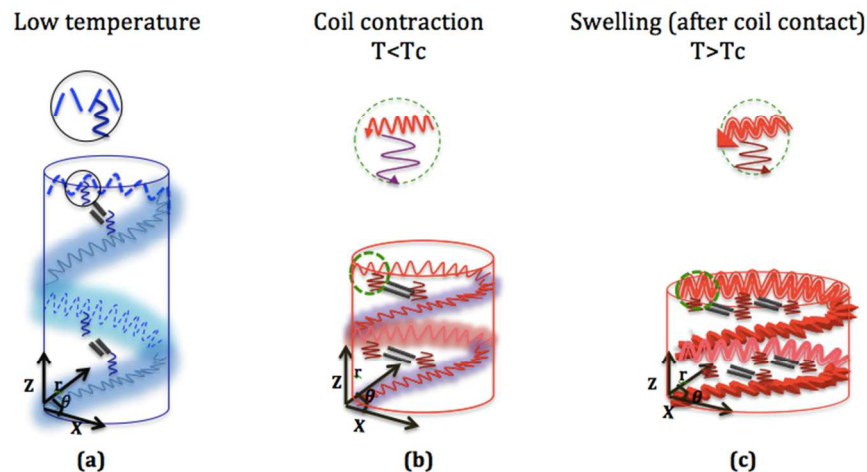 Low temperature
Coil contraction
T<Tc
Swelling (after coil contact)
T>Tc
Z
r
θ
X
Z
r
θ
X
Z
r
θ
X
(a)
(b)
(c)